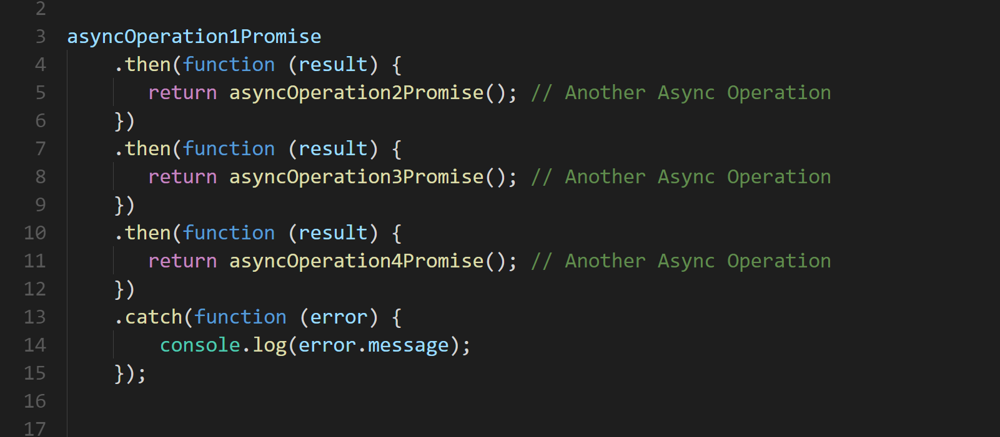 2
3 asyncOperation1Promise
4 .then(function (result) {
5 return asyncOperation2Promise(); // Another Async Operation
6 })
7 .then(function (result) {
8 return asyncOperation3Promise(); // Another Async Operation
9 })
10 .then(function (result) {
11 return asyncOperation4Promise(); // Another Async Operation
12 })
13 .catch(function (error) {
14 console.log(error.message);
15 });
16
17